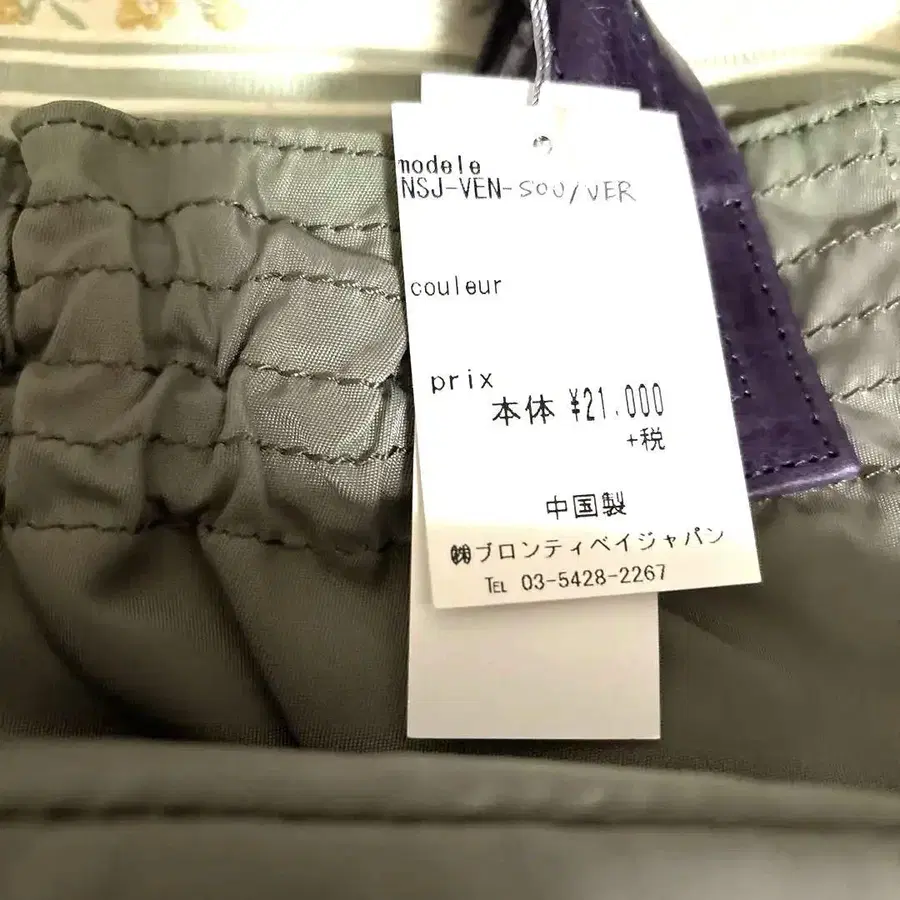 modele
NSJ-VEN-SOU/VER
couleur
prix
本体 ¥21,000
+税
中国製
㈱ブロンティベイジャパン
TEL 03-5428-2267